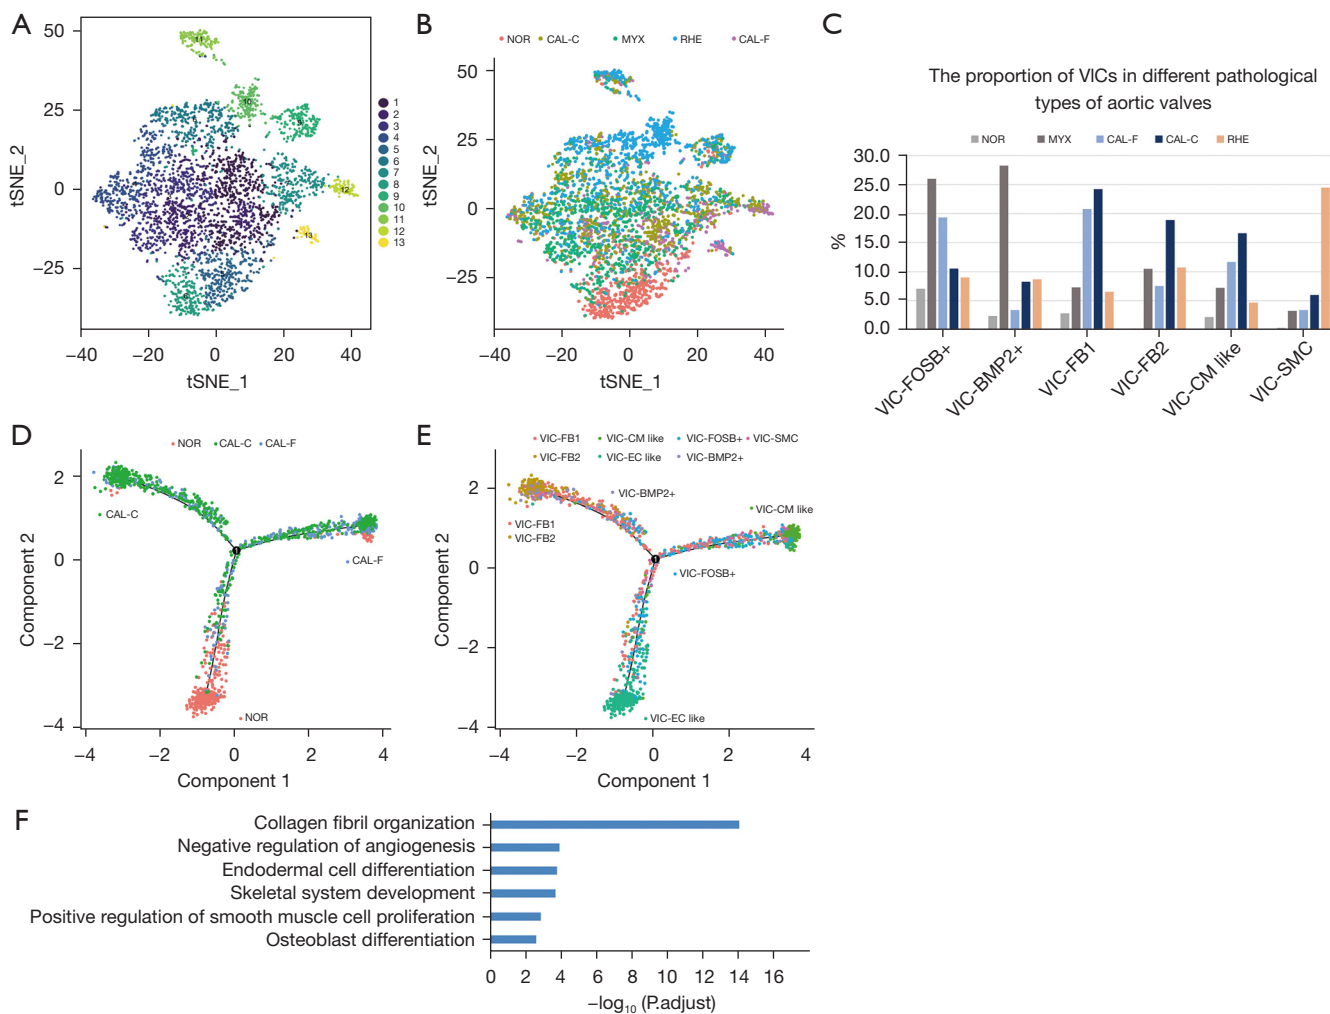 A
50
25
0
−25
−40
−20
0
20
40
tSNE_2
tSNE_1
11
10
12
13
1
2
3
4
5
6
7
8
9
10
11
12
13
B
NOR CAL-C MYX RHE CAL-F
50
25
0
−25
−40
−20
0
20
40
tSNE_2
tSNE_1
C
The proportion of VICs in different pathological
types of aortic valves
NOR MYX CAL-F CAL-C RHE
30.0
25.0
20.0
15.0
10.0
5.0
0.0
%
VIC-FOSB+
VIC-BMP2+
VIC-FB1
VIC-FB2
VIC-CM like
VIC-SMC
D
NOR CAL-C CAL-F
2
0
−2
−4
−4
−2
0
2
4
Component 2
Component 1
CAL-C
CAL-F
NOR
1
E
VIC-FB1 VIC-CM like VIC-FOSB+ VIC-SMC
VIC-FB2 VIC-EC like VIC-BMP2+
2
0
−2
−4
−4
−2
0
2
4
Component 2
Component 1
VIC-BMP2+
VIC-CM like
VIC-FB1
VIC-FB2
VIC-FOSB+
VIC-EC like
1
F
Collagen fibril organization
Negative regulation of angiogenesis
Endodermal cell differentiation
Skeletal system development
Positive regulation of smooth muscle cell proliferation
Osteoblast differentiation
0 2 4 6 8 10 12 14 16
−log₁₀ (P.adjust)